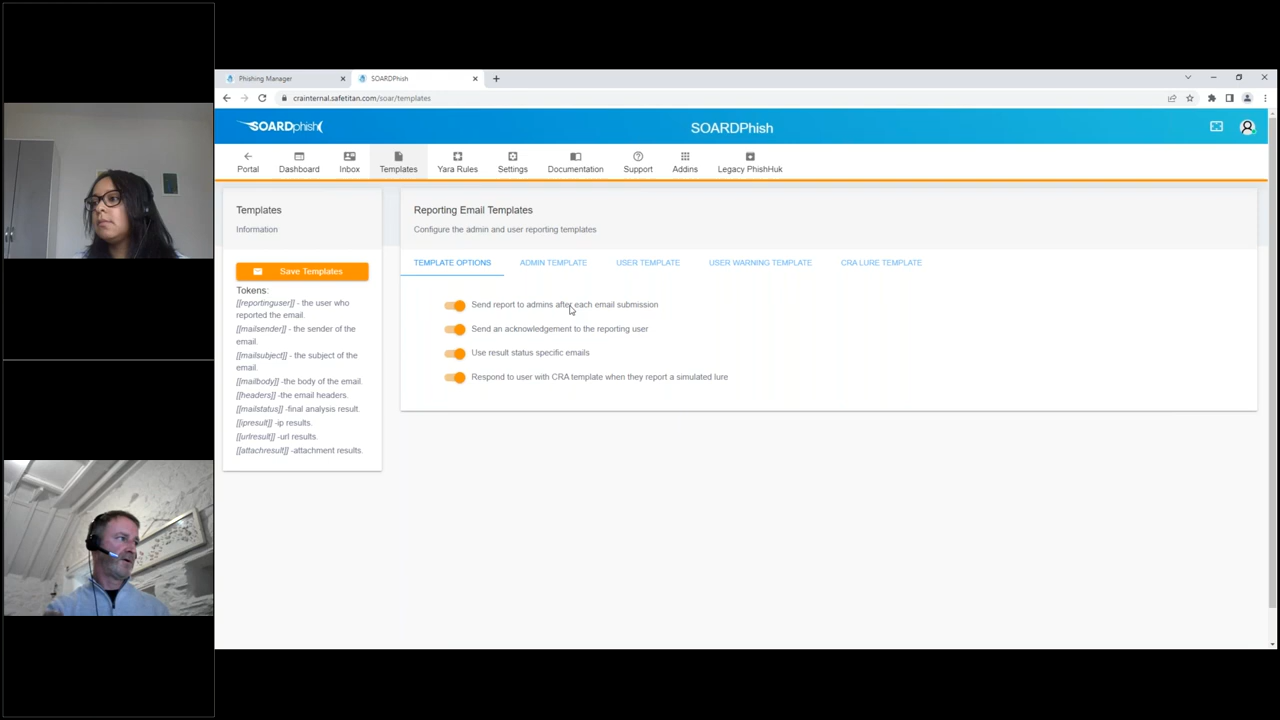 Phishing Manager
SOARDPhish
crainternal.safetitan.com/soar/templates
SOARDphish
SOARDPhish
Portal
Dashboard
Inbox
Templates
Yara Rules
Settings
Documentation
Support
Addins
Legacy PhishHuk
Templates
Information
Save Templates
Tokens:
[[reportinguser]] - the user who
reported the email.
[[mailsender]] - the sender of the
email.
[[mailsubject]] - the subject of the
email.
[[mailbody]] -the body of the email.
[[headers]] -the email headers.
[[mailstatus]] -final analysis result.
[[ipresult]] -ip results.
[[urlresult]] -url results.
[[attachresult]] -attachment results.
Reporting Email Templates
Configure the admin and user reporting templates
TEMPLATE OPTIONS
ADMIN TEMPLATE
USER TEMPLATE
USER WARNING TEMPLATE
CRA LURE TEMPLATE
Send report to admins after each email submission
Send an acknowledgement to the reporting user
Use result status specific emails
Respond to user with CRA template when they report a simulated lure